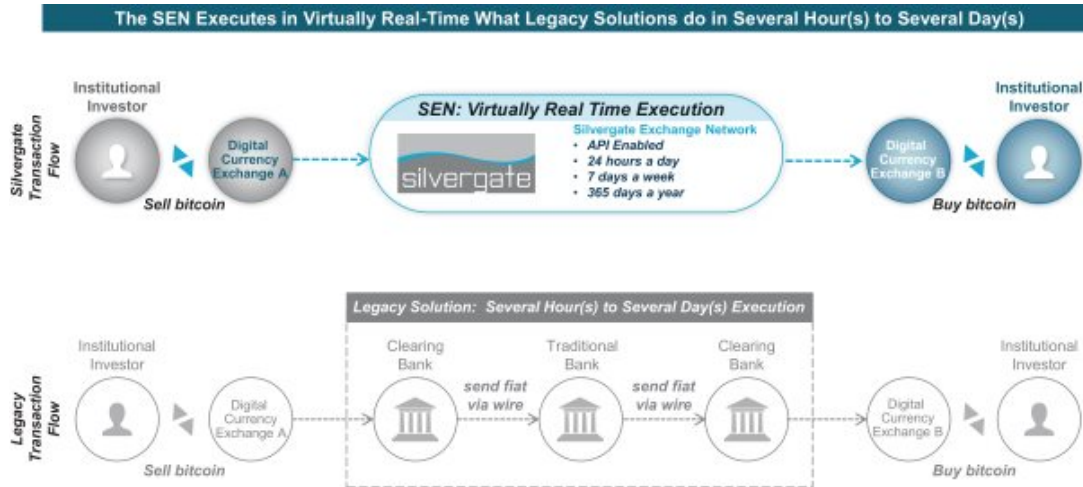 The SEN Executes in Virtually Real-Time What Legacy Solutions do in Several Hour(s) to Several Day(s)
Silvergate
Transaction
Flow
Institutional
Investor
Digital
Currency
Exchange A
Sell bitcoin
SEN: Virtually Real Time Execution
silvergate
Silvergate Exchange Network
• API Enabled
• 24 hours a day
• 7 days a week
• 365 days a year
Digital
Currency
Exchange B
Institutional
Investor
Buy bitcoin
Legacy
Transaction
Flow
Institutional
Investor
Digital
Currency
Exchange A
Sell bitcoin
Legacy Solution: Several Hour(s) to Several Day(s) Execution
Clearing
Bank
send fiat
via wire
Traditional
Bank
send fiat
via wire
Clearing
Bank
Digital
Currency
Exchange B
Institutional
Investor
Buy bitcoin